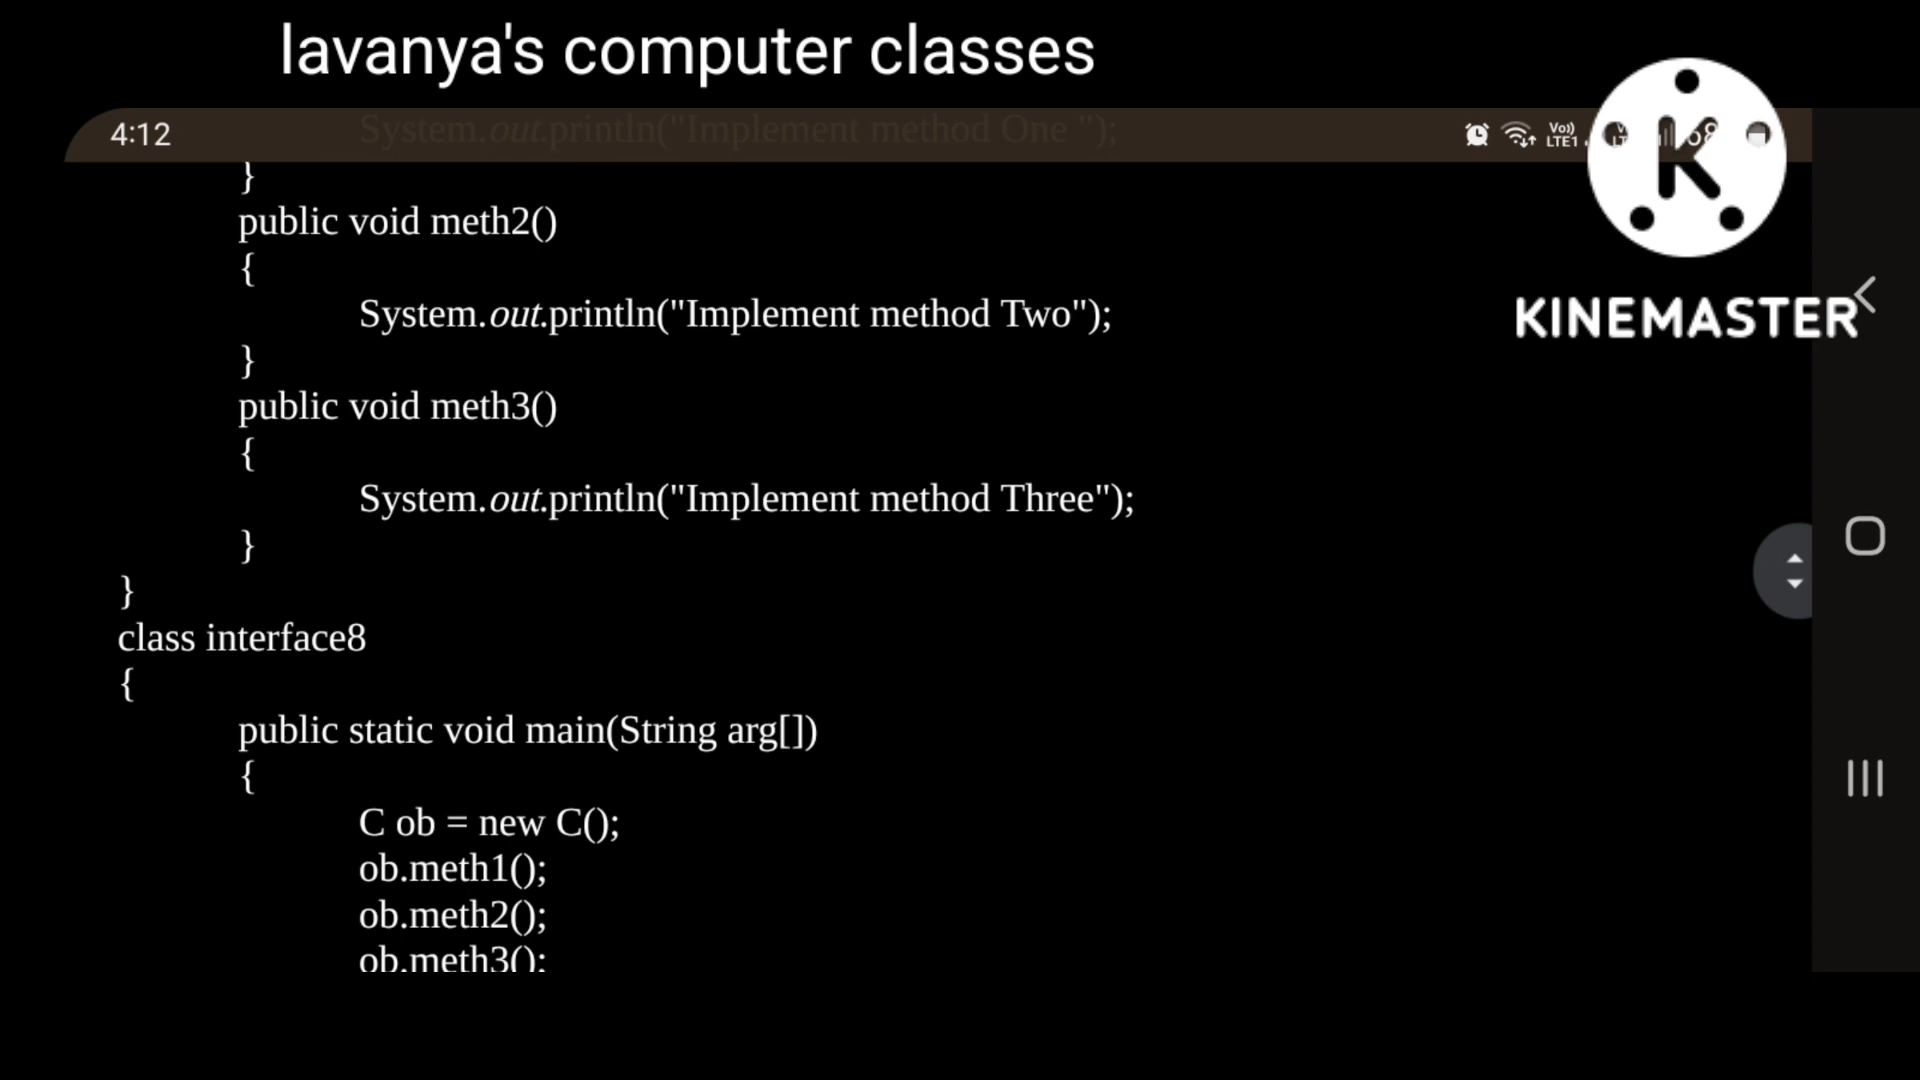 lavanya's computer classes
4:12
System.out.println("Implement method One ");
}
public void meth2()
{
System.out.println("Implement method Two");
}
public void meth3()
{
System.out.println("Implement method Three");
}
}
class interface8
{
public static void main(String arg[])
{
C ob = new C();
ob.meth1();
ob.meth2();
ob.meth3();
Vo)) LTE1
K
KINEMASTER